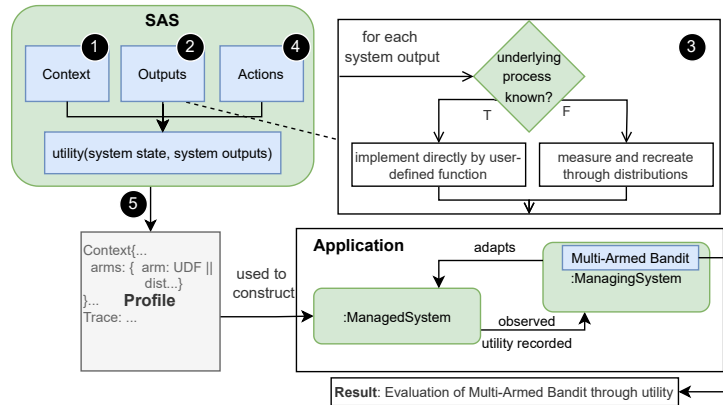 SAS
1
2
4
Context
Outputs
Actions
utility(system state, system outputs)
for each
system output
underlying
process
known?
3
T
F
implement directly by user-
defined function
measure and recreate
through distributions
5
Context{...
arms: { arm: UDF ||
dist...}
}...
Profile
Trace: ...
used to
construct
Application
adapts
Multi-Armed Bandit
:ManagingSystem
:ManagedSystem
observed
utility recorded
Result: Evaluation of Multi-Armed Bandit through utility